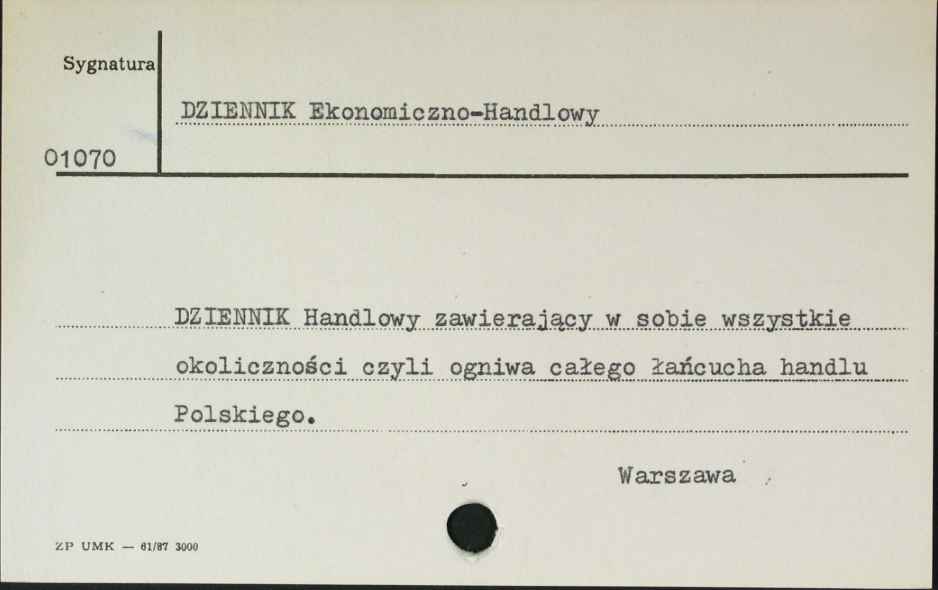 Sygnatura
DZIENNIK Ekonomiczno-Handlowy
01070
DZIENNIK Handlowy zawierający w sobie wszystkie
okoliczności czyli ogniwa całego łańcucha handlu
Polskiego.
Warszawa
ZP UMK — 61/87 3000